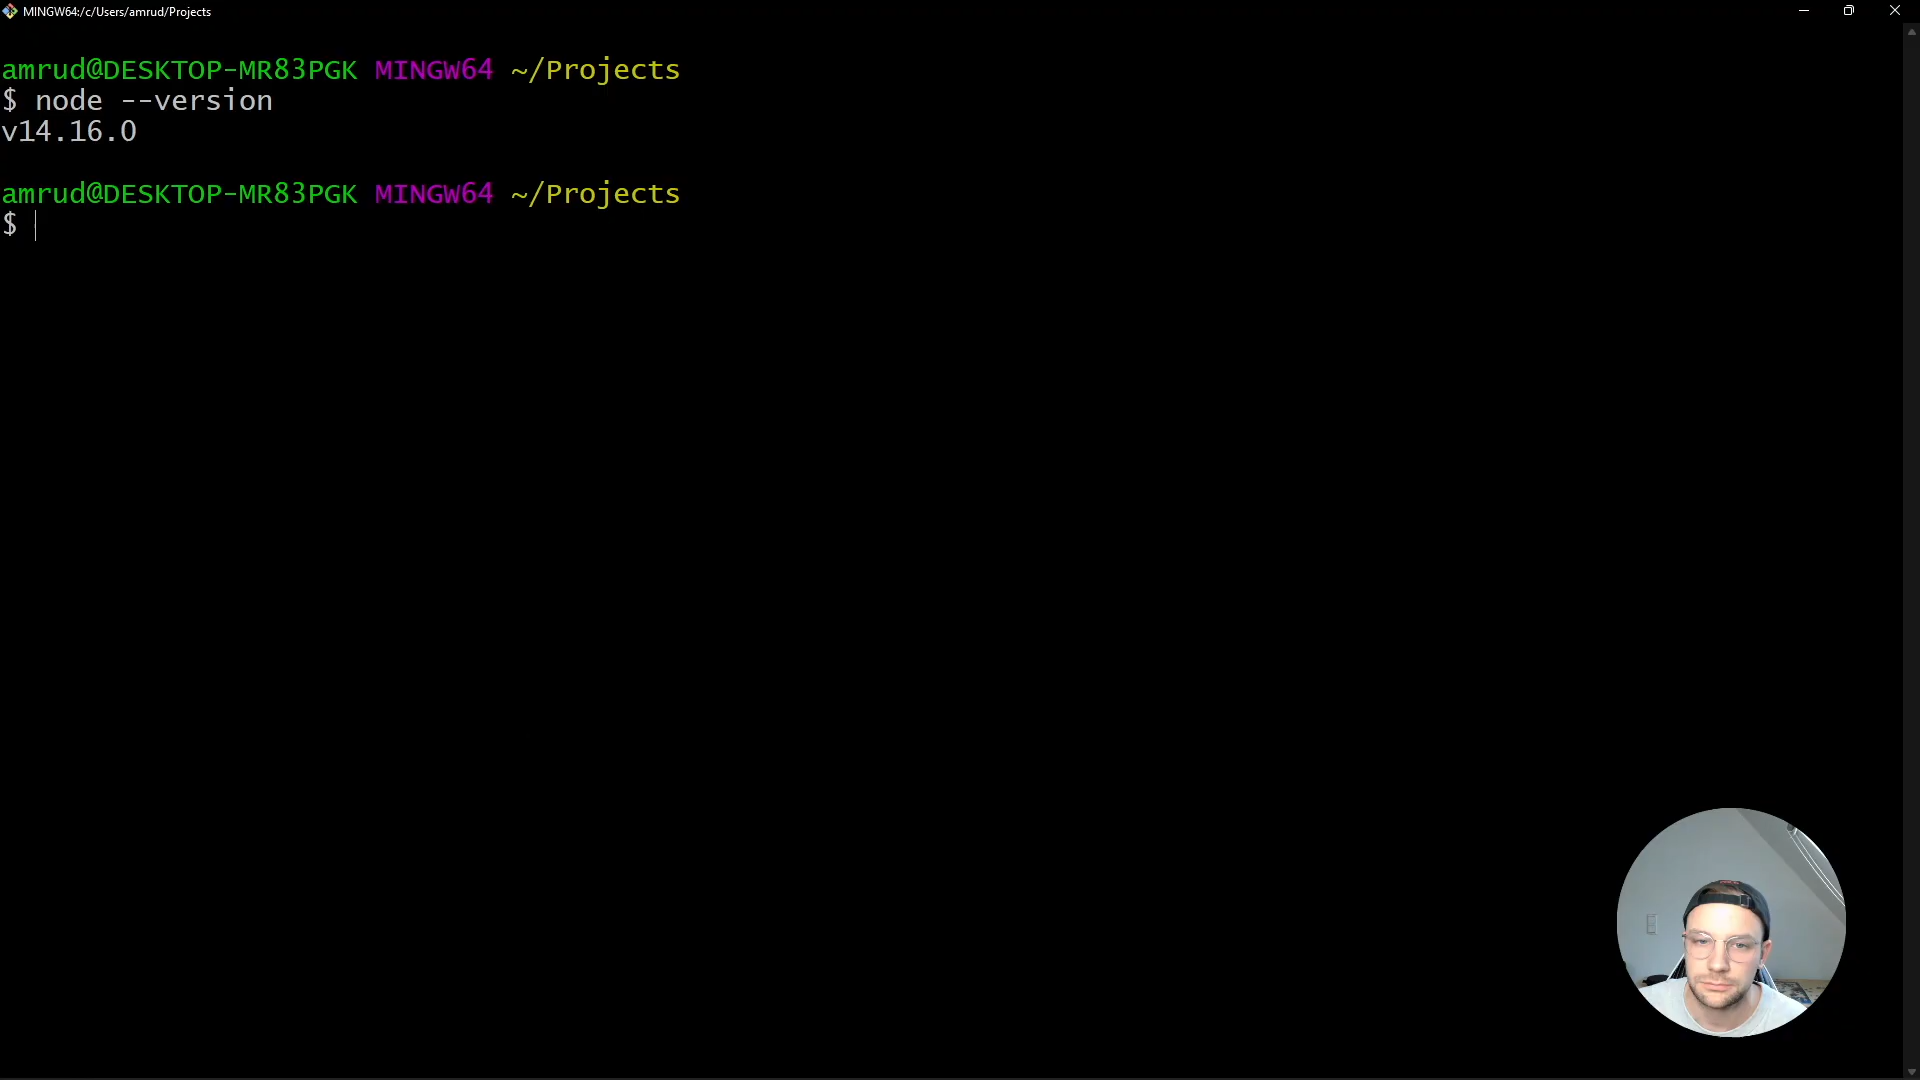 MINGW64:/c/Users/amrud/Projects
amrud@DESKTOP-MR83PGK MINGW64 ~/Projects
$ node --version
v14.16.0
amrud@DESKTOP-MR83PGK MINGW64 ~/Projects
$